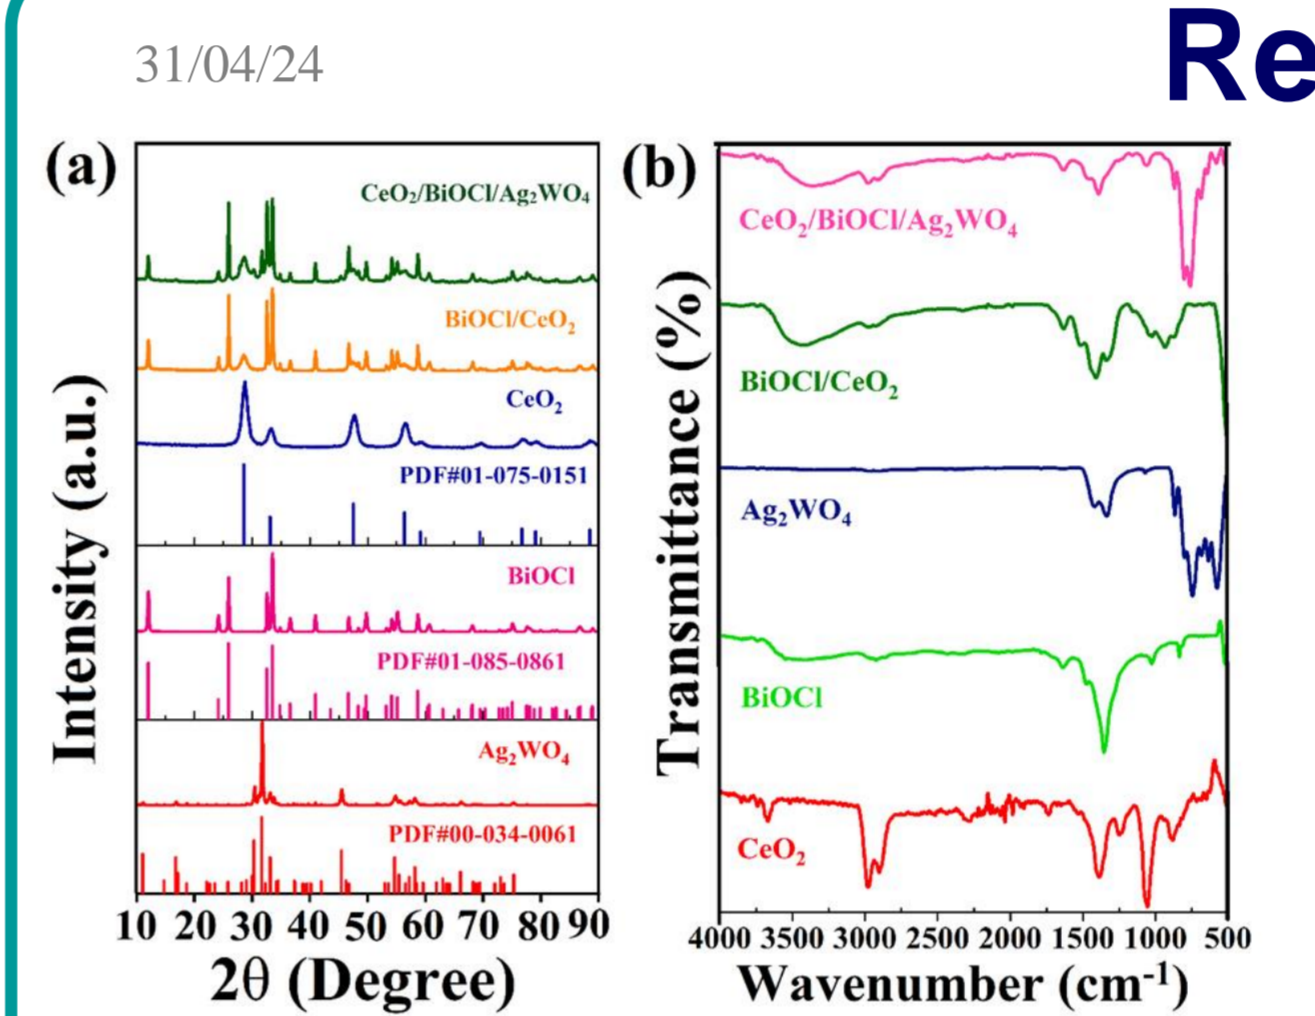 31/04/24
Re
(a)
CeO₂/BiOCl/Ag₂WO₄
BiOCl/CeO₂
CeO₂
PDF#01-075-0151
BiOCl
PDF#01-085-0861
Ag₂WO₄
PDF#00-034-0061
Intensity (a.u.)
10 20 30 40 50 60 70 80 90
2θ (Degree)
(b)
CeO₂/BiOCl/Ag₂WO₄
BiOCl/CeO₂
Ag₂WO₄
BiOCl
CeO₂
Transmittance (%)
4000 3500 3000 2500 2000 1500 1000 500
Wavenumber (cm⁻¹)